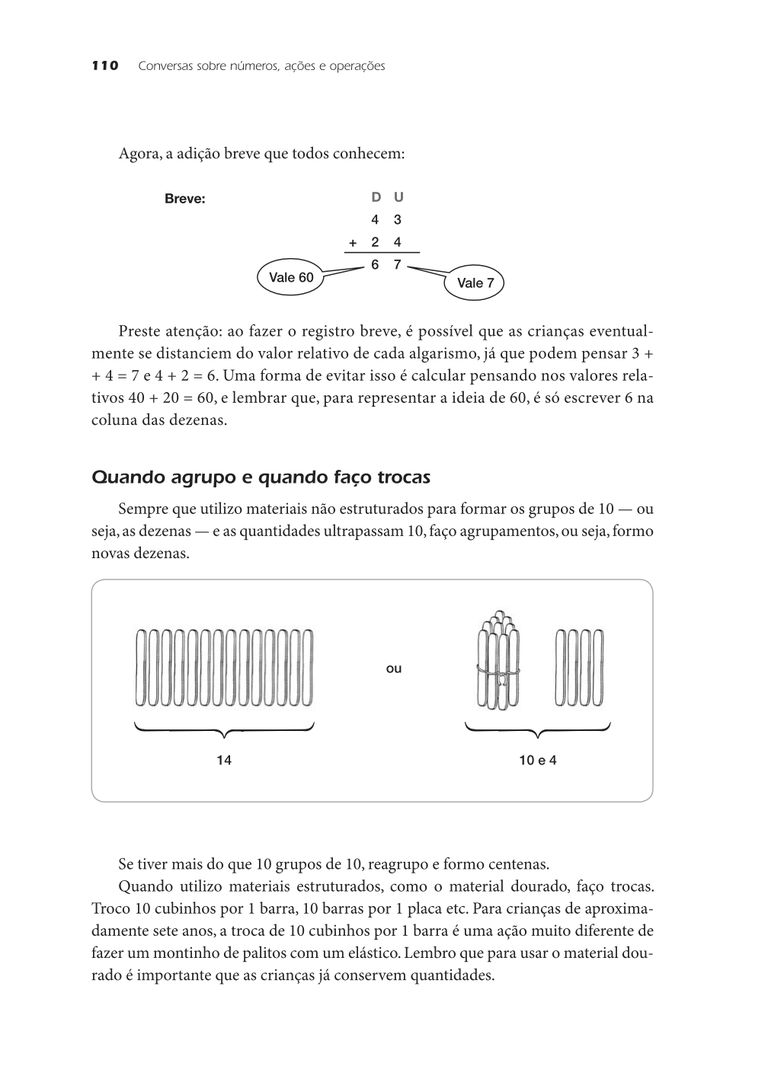 110 Conversas sobre números, ações e operações
Agora, a adição breve que todos conhecem:
Breve:
D U
4 3
+ 2 4
6 7
Vale 60
Vale 7
Preste atenção: ao fazer o registro breve, é possível que as crianças eventual-
mente se distanciem do valor relativo de cada algarismo, já que podem pensar 3 +
+ 4 = 7 e 4 + 2 = 6. Uma forma de evitar isso é calcular pensando nos valores rela-
tivos 40 + 20 = 60, e lembrar que, para representar a ideia de 60, é só escrever 6 na
coluna das dezenas.
Quando agrupo e quando faço trocas
Sempre que utilizo materiais não estruturados para formar os grupos de 10 — ou
seja, as dezenas — e as quantidades ultrapassam 10, faço agrupamentos, ou seja, formo
novas dezenas.
ou
14
10 e 4
Se tiver mais do que 10 grupos de 10, reagrupo e formo centenas.
Quando utilizo materiais estruturados, como o material dourado, faço trocas.
Troco 10 cubinhos por 1 barra, 10 barras por 1 placa etc. Para crianças de aproxima-
damente sete anos, a troca de 10 cubinhos por 1 barra é uma ação muito diferente de
fazer um montinho de palitos com um elástico. Lembro que para usar o material dou-
rado é importante que as crianças já conservem quantidades.